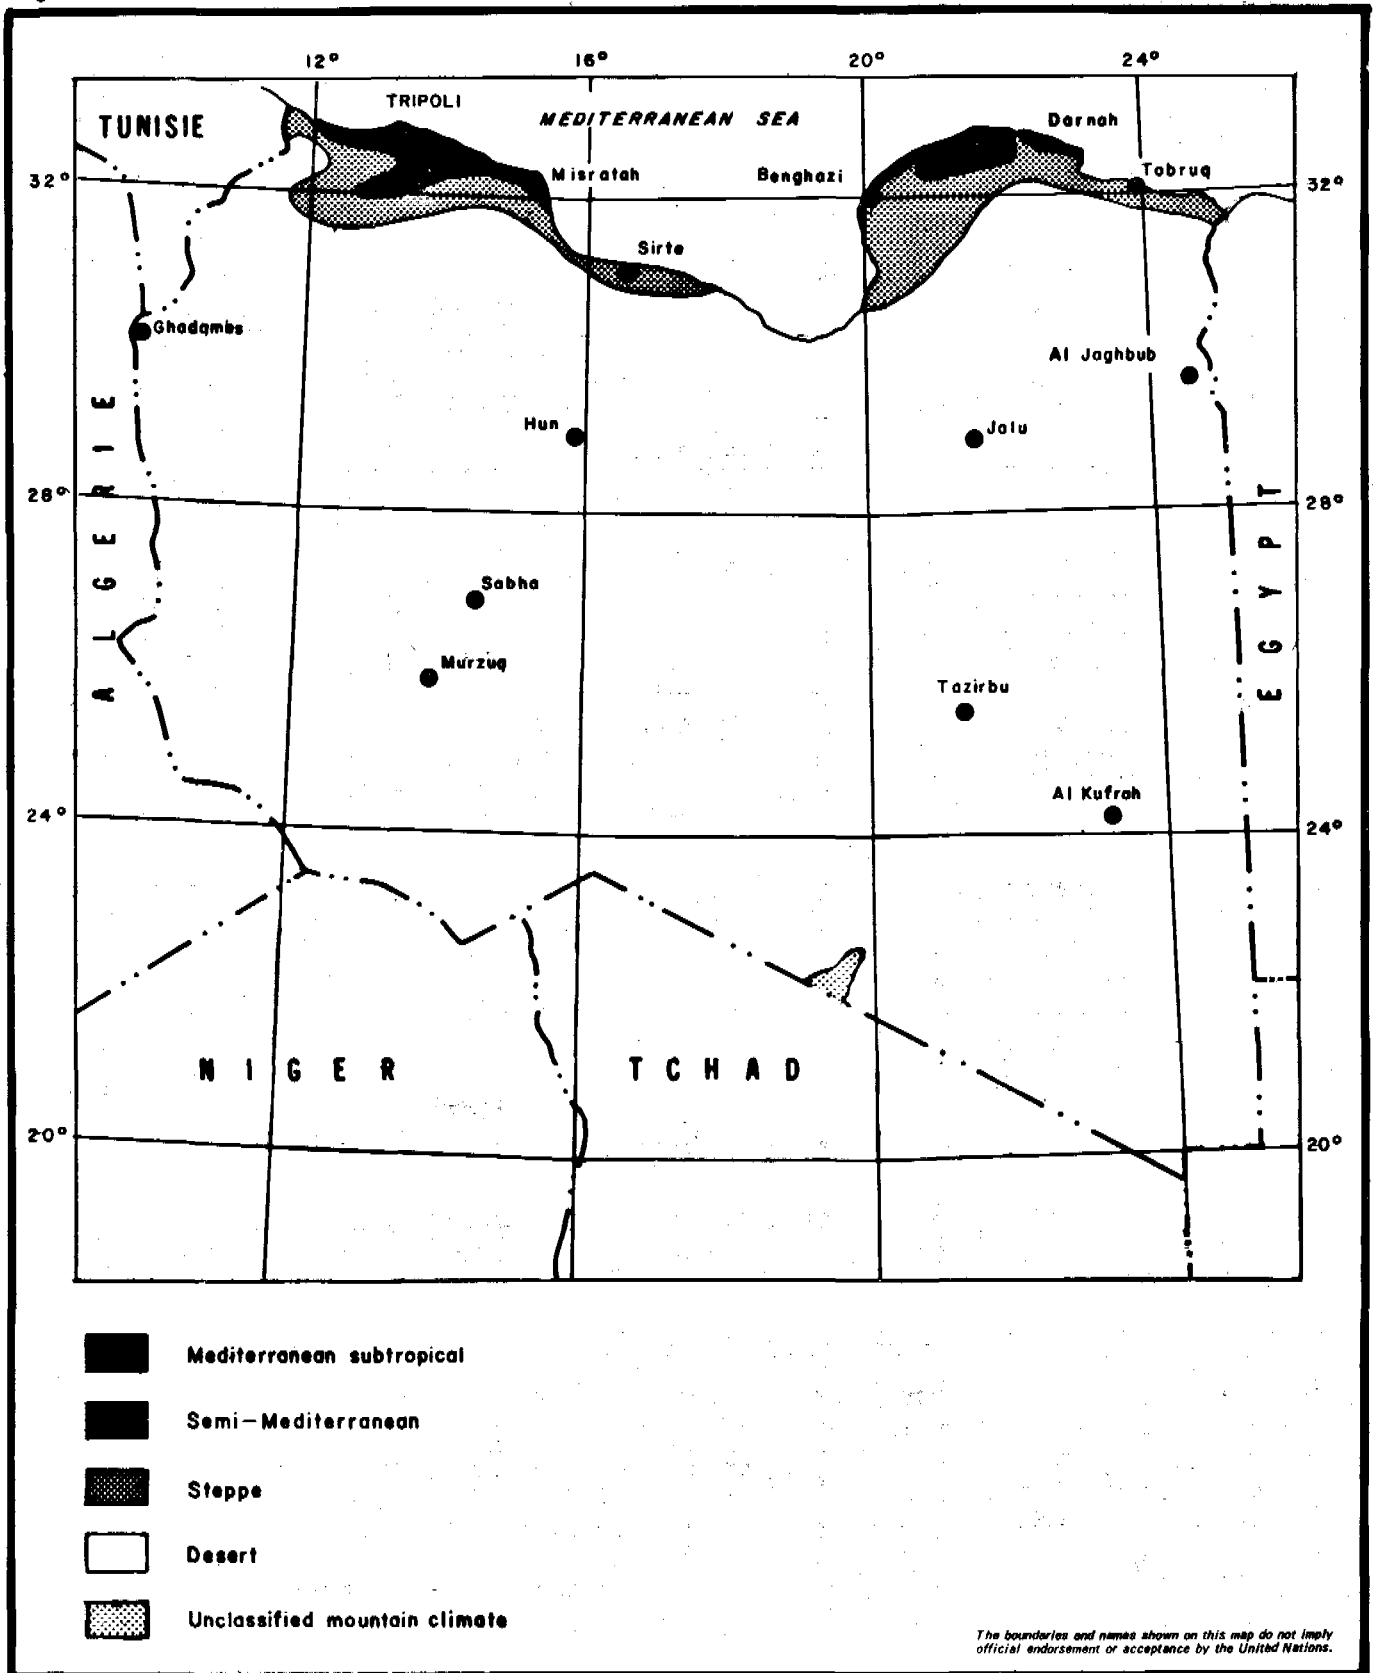 12° 16° 20° 24°
TRIPOLI
MEDITERRANEAN SEA
Darnah
TUNISIE
Misratah
Benghazi
Tobruq
32° 32°
Sirte
Ghadames
Al Jaghbub
Hun
Jalu
ALGERIE
28° 28°
EGYPT
Sabha
Murzuq
Tazirbu
Al Kufrah
24° 24°
NIGER
TCHAD
20° 20°
Mediterranean subtropical
Semi-Mediterranean
Steppe
Desert
Unclassified mountain climate
The boundaries and names shown on this map do not imply
official endorsement or acceptance by the United Nations.